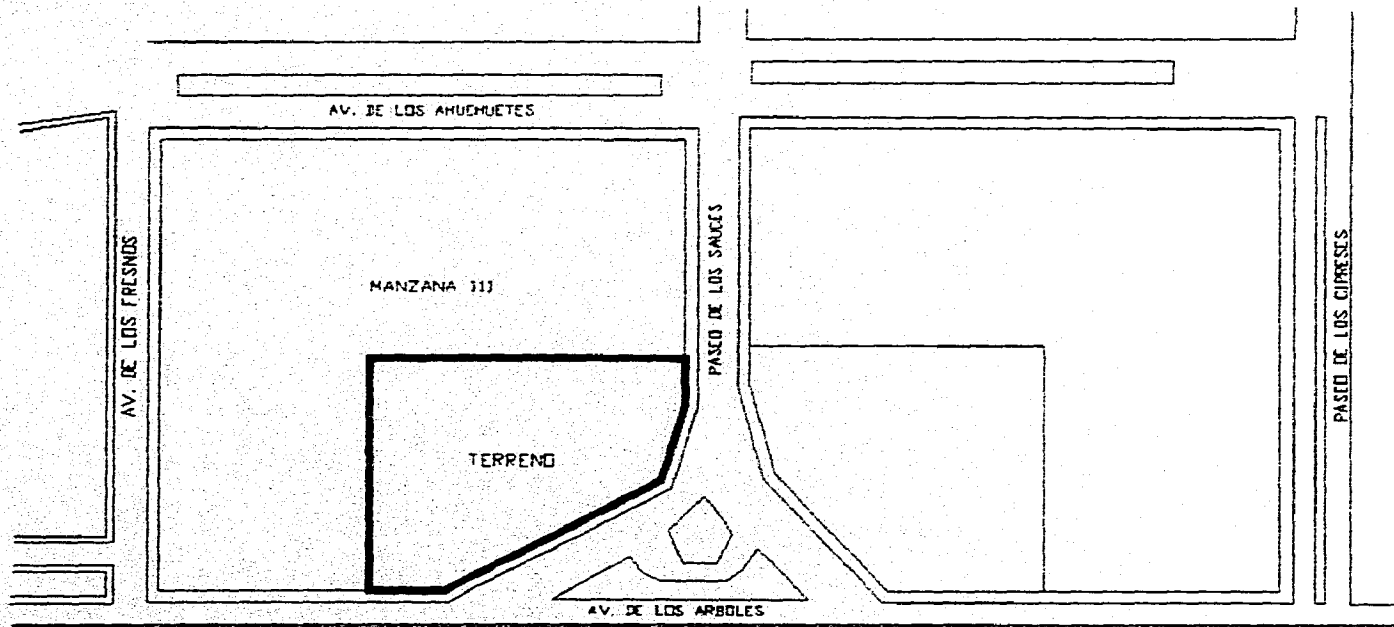 AV. DE LOS AHUEHUETES
AV. DE LOS FRESNOS
PASEO DE LOS SAUCES
PASEO DE LOS CIPRESES
MANZANA 111
TERRENO
AV. DE LOS ARBOLES